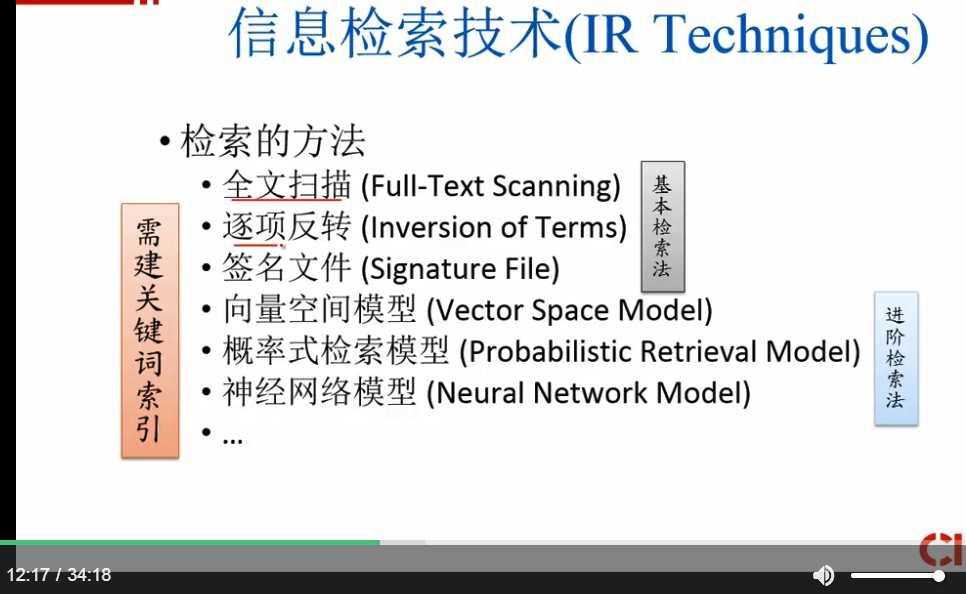 信息检索技术(IR Techniques)
• 检索的方法
• 全文扫描 (Full-Text Scanning)
• 逐项反转 (Inversion of Terms)
• 签名文件 (Signature File)
• 向量空间模型 (Vector Space Model)
• 概率式检索模型 (Probabilistic Retrieval Model)
• 神经网络模型 (Neural Network Model)
• ...
需建关键词索引
基本检索法
进阶检索法
12:17 / 34:18